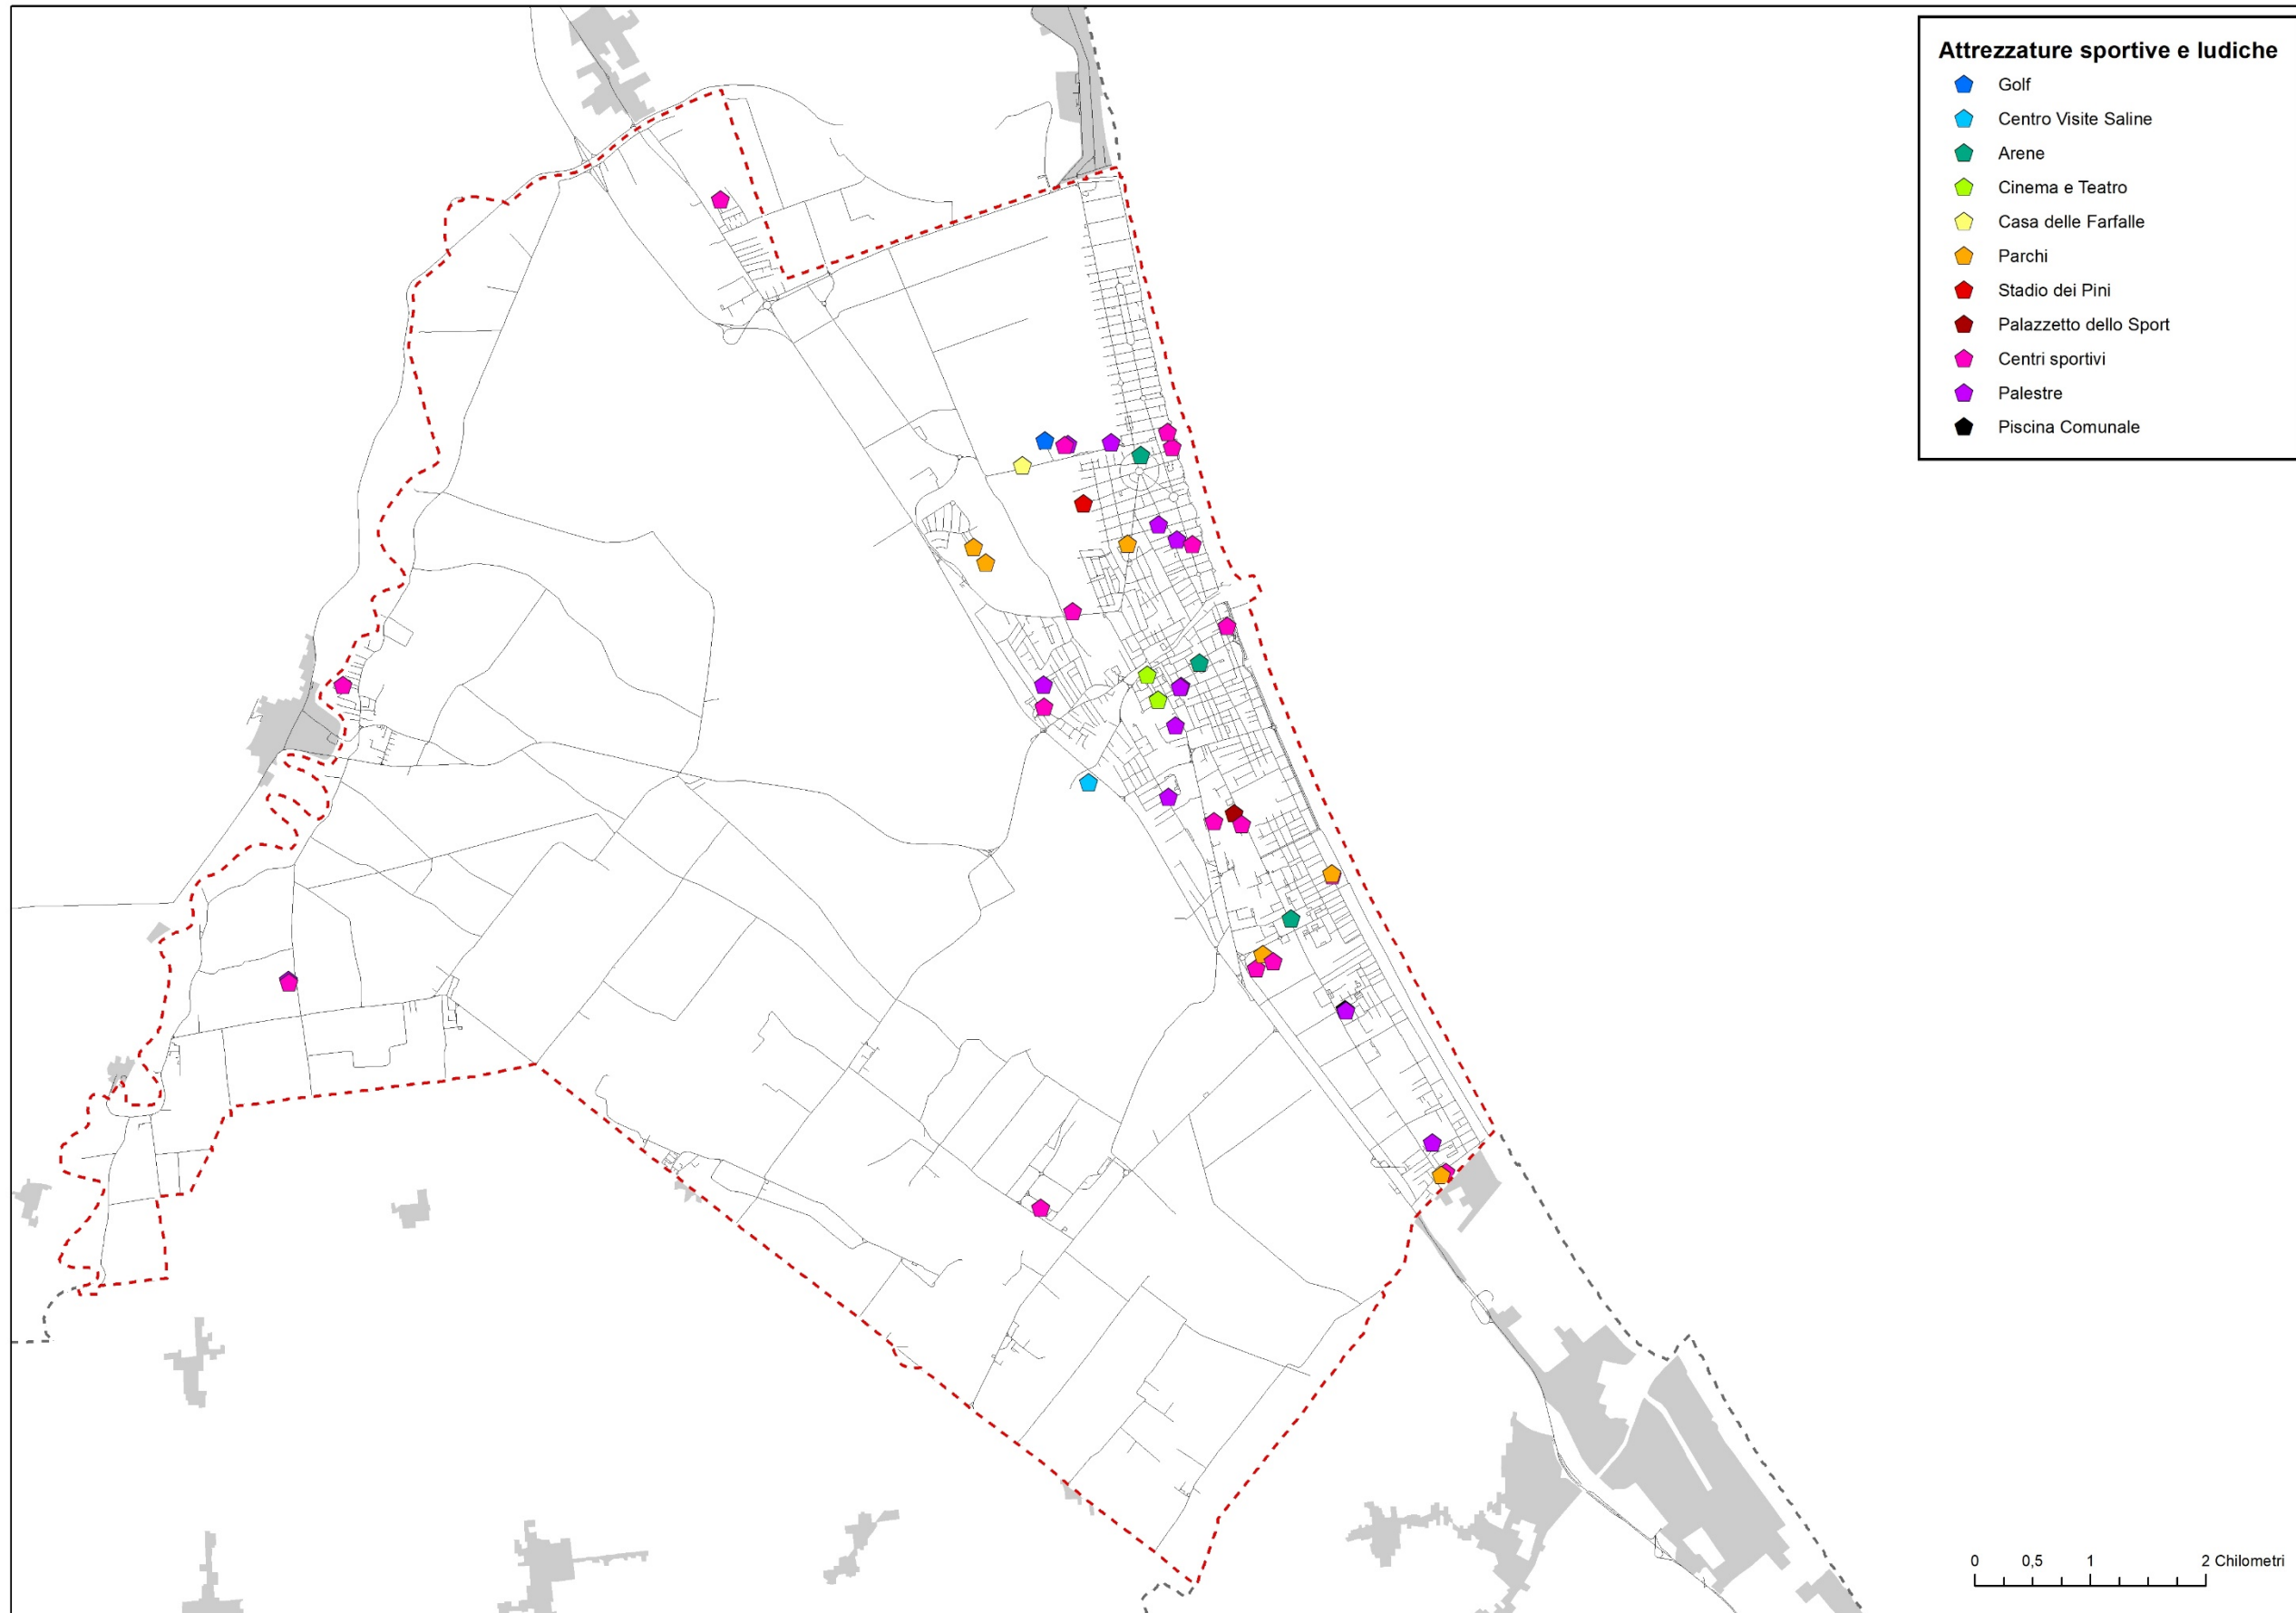 Attrezzature sportive e ludiche
Golf
Centro Visite Saline
Arene
Cinema e Teatro
Casa delle Farfalle
Parchi
Stadio dei Pini
Palazzetto dello Sport
Centri sportivi
Palestre
Piscina Comunale
0 0,5 1 2 Chilometri